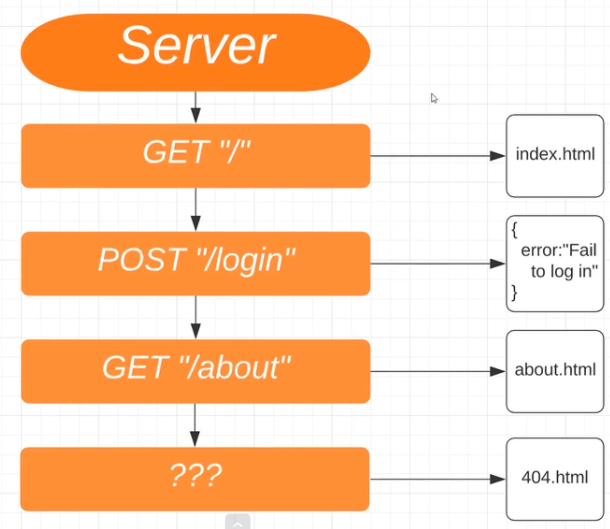 Server
GET "/"
index.html
POST "/login"
{
error:"Fail
to log in"
}
GET "/about"
about.html
???
404.html